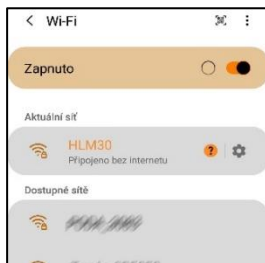 Wi-Fi
Zapnuto
Aktuální síť
HLM30
Připojeno bez internetu
?
Dostupné sítě